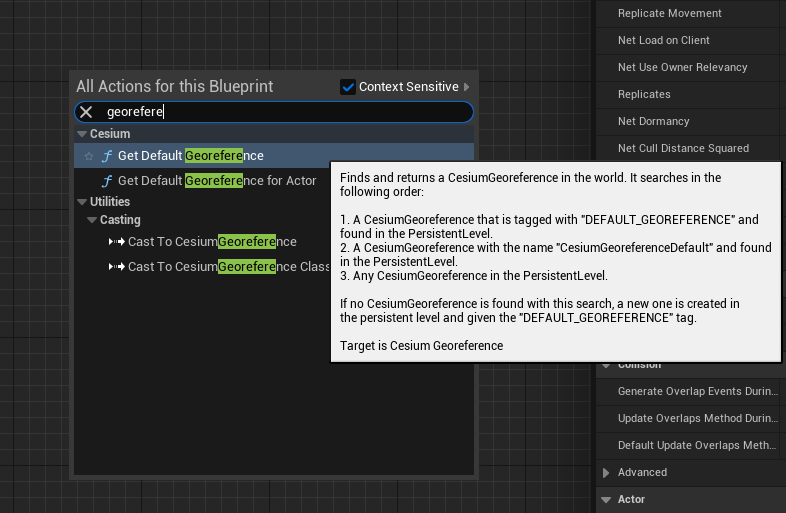 All Actions for this Blueprint
Context Sensitive
georefere
Cesium
Get Default Georeference
Get Default Georeference for Actor
Utilities
Casting
Cast To CesiumGeoreference
Cast To CesiumGeoreference Class
Finds and returns a CesiumGeoreference in the world. It searches in the
following order:
1. A CesiumGeoreference that is tagged with "DEFAULT_GEOREFERENCE" and
found in the PersistentLevel.
2. A CesiumGeoreference with the name "CesiumGeoreferenceDefault" and found
in the PersistentLevel.
3. Any CesiumGeoreference in the PersistentLevel.
If no CesiumGeoreference is found with this search, a new one is created in
the persistent level and given the "DEFAULT_GEOREFERENCE" tag.
Target is Cesium Georeference
Replicate Movement
Net Load on Client
Net Use Owner Relevancy
Replicates
Net Dormancy
Net Cull Distance Squared
Collision
Generate Overlap Events Durin...
Update Overlaps Method Durin...
Default Update Overlaps Meth...
Advanced
Actor